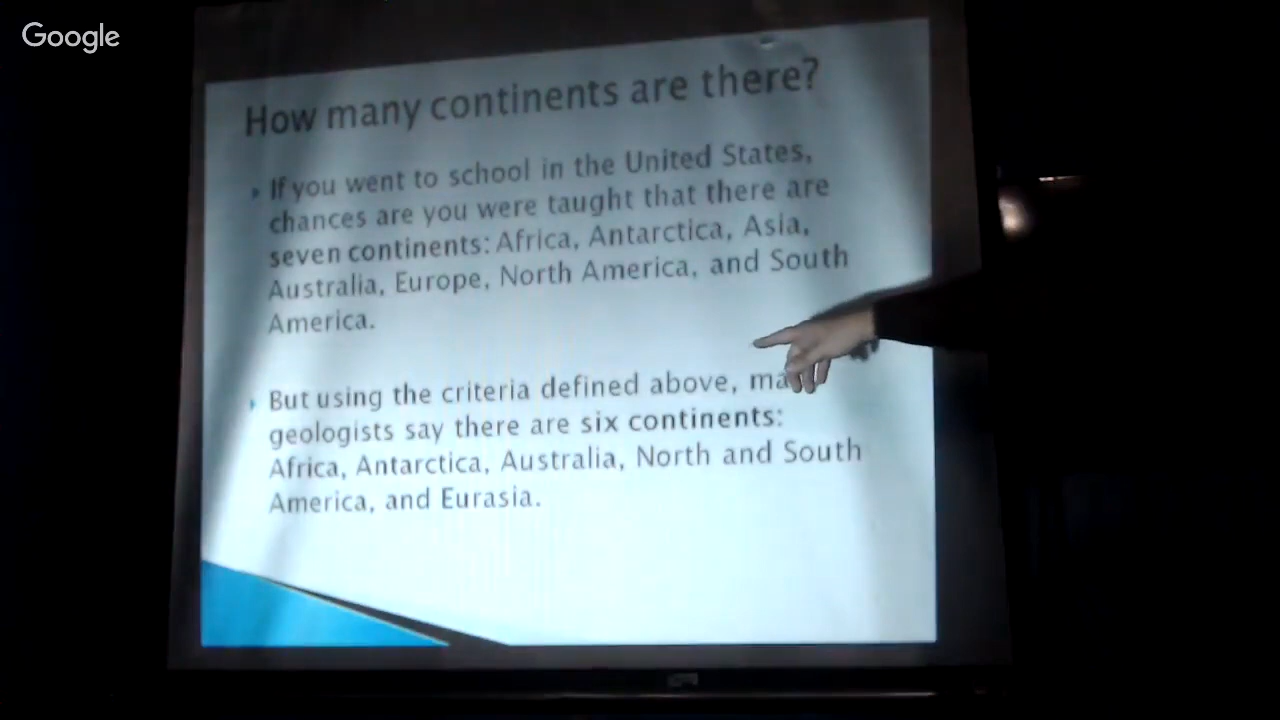 Google
How many continents are there?
If you went to school in the United States,
chances are you were taught that there are
seven continents: Africa, Antarctica, Asia,
Australia, Europe, North America, and South
America.
But using the criteria defined above,
geologists say there are six continents:
Africa, Antarctica, Australia, North and South
America, and Eurasia.